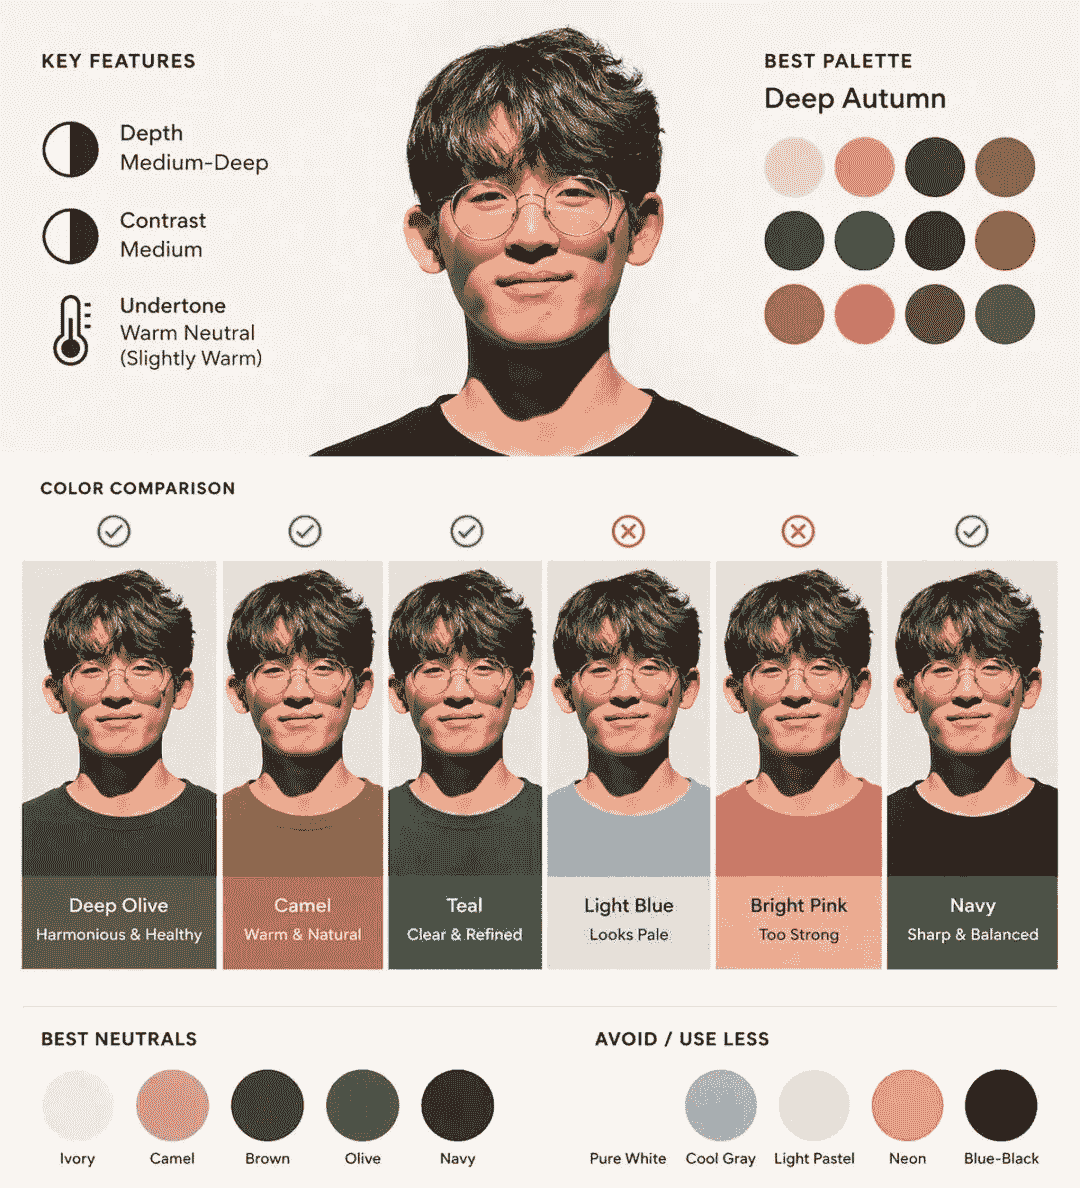 KEY FEATURES
Depth
Medium-Deep
Contrast
Medium
Undertone
Warm Neutral
(Slightly Warm)
BEST PALETTE
Deep Autumn
COLOR COMPARISON
Deep Olive
Harmonious & Healthy
Camel
Warm & Natural
Teal
Clear & Refined
Light Blue
Looks Pale
Bright Pink
Too Strong
Navy
Sharp & Balanced
BEST NEUTRALS
Ivory
Camel
Brown
Olive
Navy
AVOID / USE LESS
Pure White
Cool Gray
Light Pastel
Neon
Blue-Black